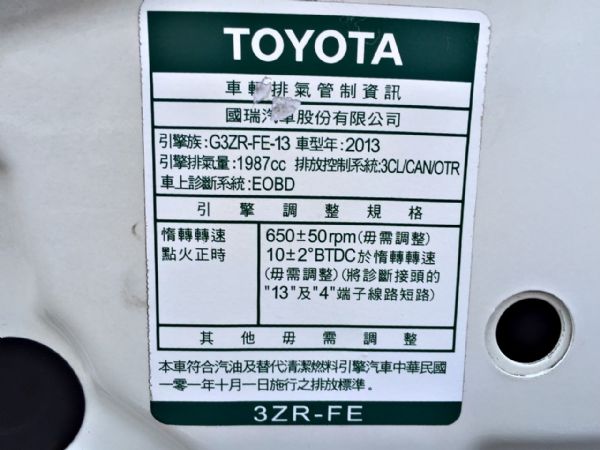 TOYOTA
車輛排氣管制資訊
國瑞汽車股份有限公司
引擎族:G3ZR-FE-13 車型年:2013
引擎排氣量:1987cc 排放控制系統:3CL/CAN/OTR
車上診斷系統:EOBD
引擎調整規格
惰轉轉速 650±50rpm(毋需調整)
點火正時 10±2°BTDC於惰轉轉速
(毋需調整)(將診斷接頭的
"13"及"4"端子線路短路)
其他毋需調整
本車符合汽油及替代清潔燃料引擎汽車中華民國
一0一年十月一日施行之排放標準。
3ZR-FE